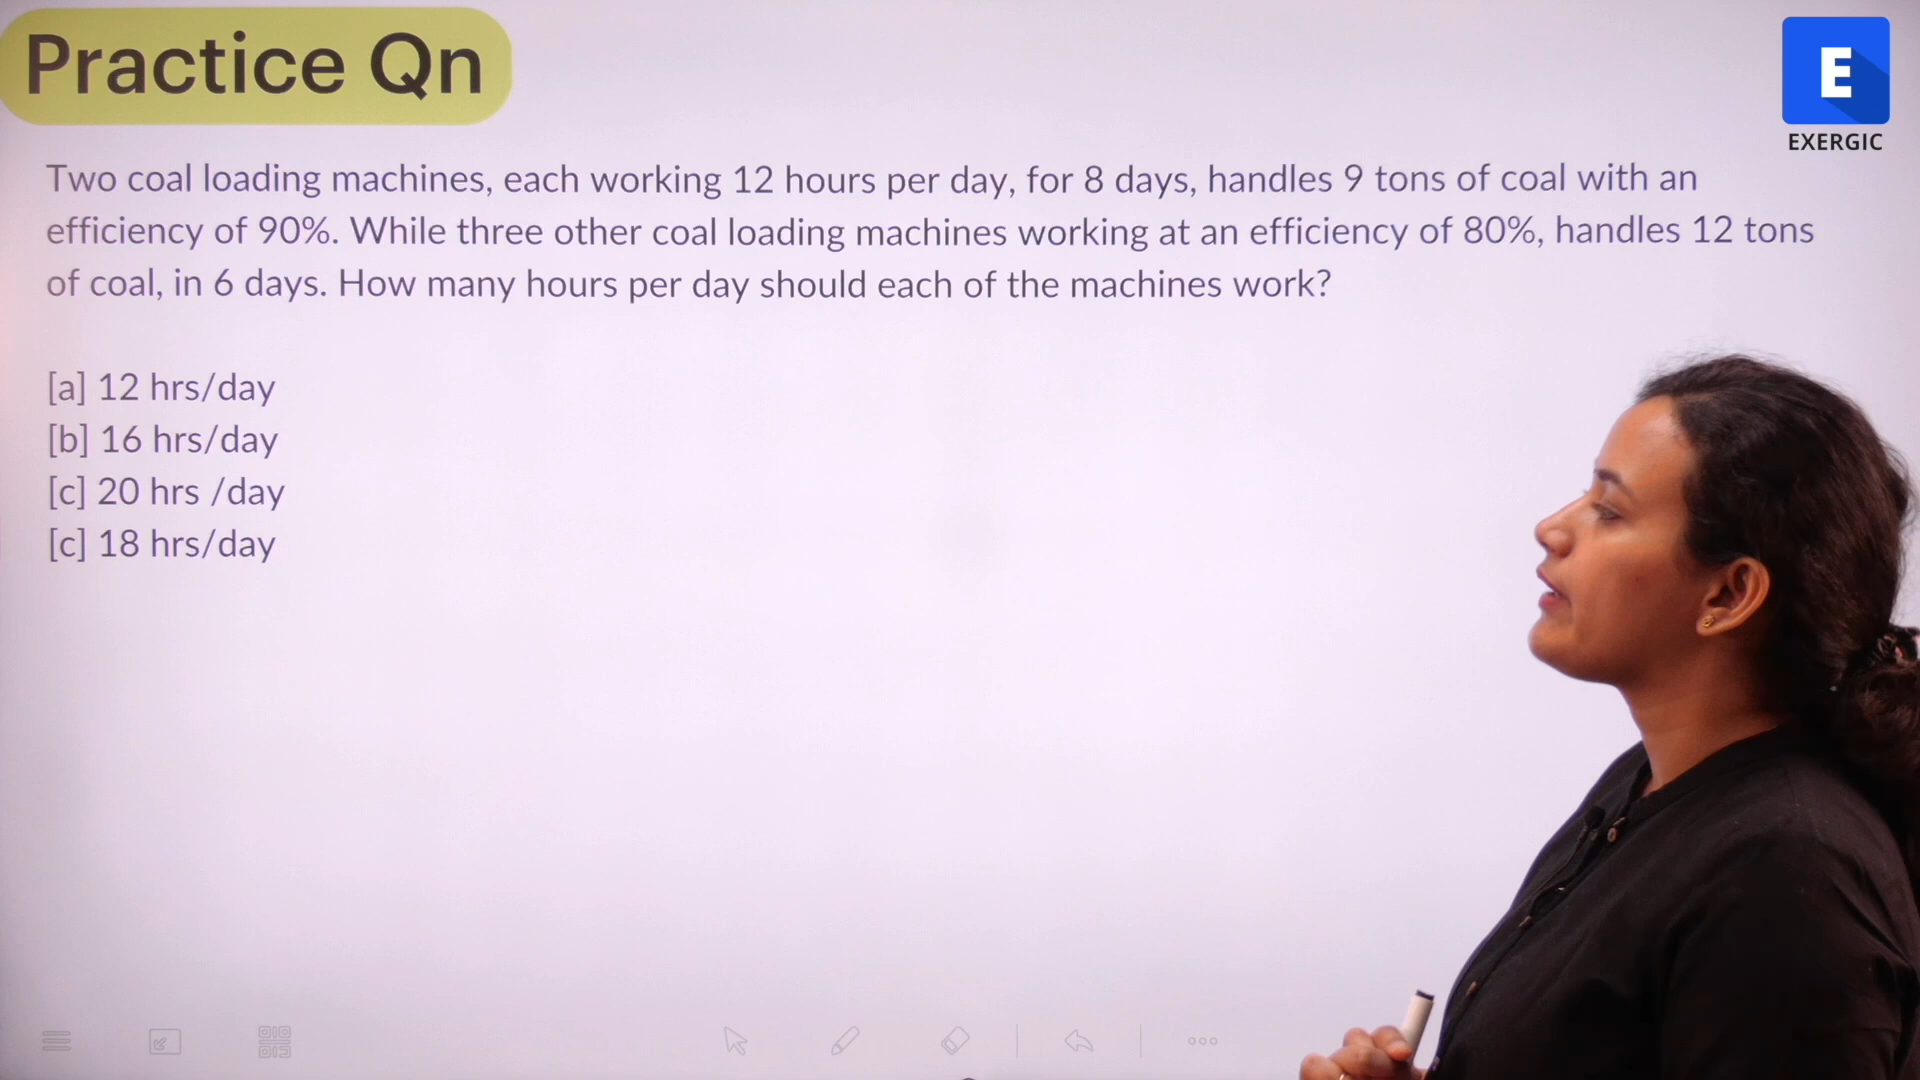 Practice Qn
E
EXERGIC
Two coal loading machines, each working 12 hours per day, for 8 days, handles 9 tons of coal with an
efficiency of 90%. While three other coal loading machines working at an efficiency of 80%, handles 12 tons
of coal, in 6 days. How many hours per day should each of the machines work?
[a] 12 hrs/day
[b] 16 hrs/day
[c] 20 hrs /day
[c] 18 hrs/day